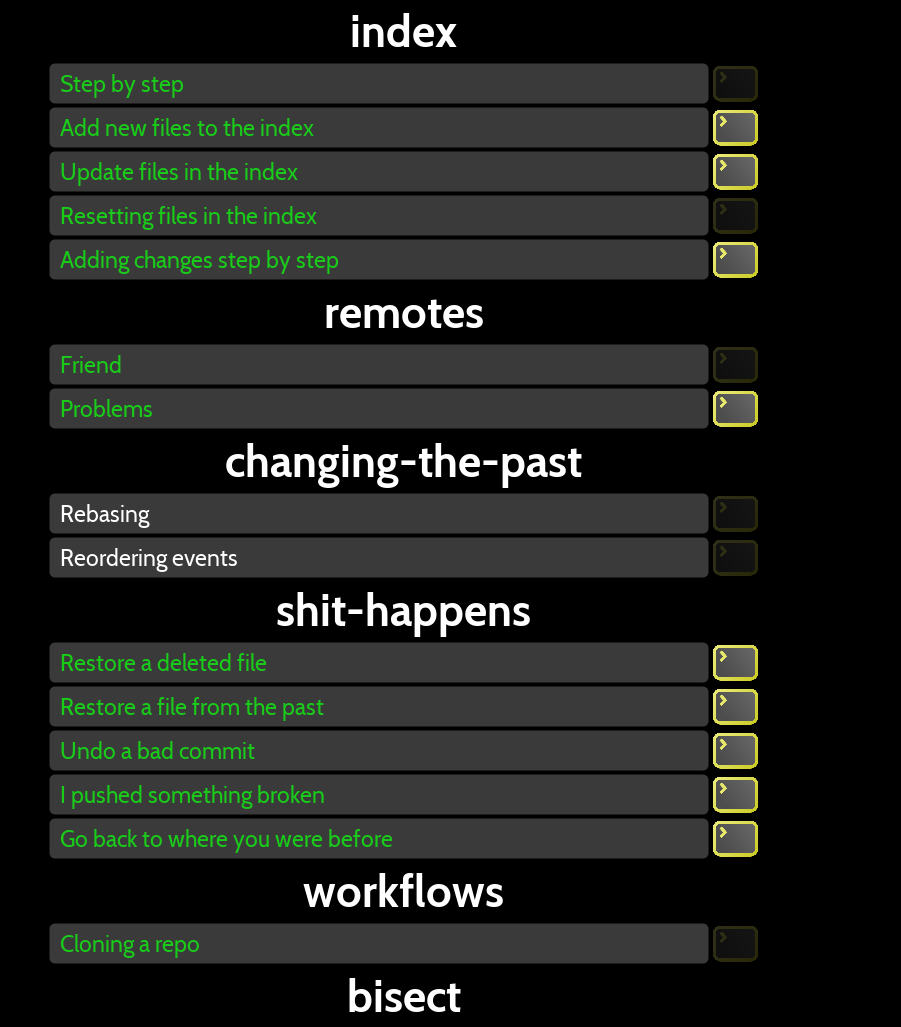 index
Step by step
Add new files to the index
Update files in the index
Resetting files in the index
Adding changes step by step
remotes
Friend
Problems
changing-the-past
Rebasing
Reordering events
shit-happens
Restore a deleted file
Restore a file from the past
Undo a bad commit
I pushed something broken
Go back to where you were before
workflows
Cloning a repo
bisect